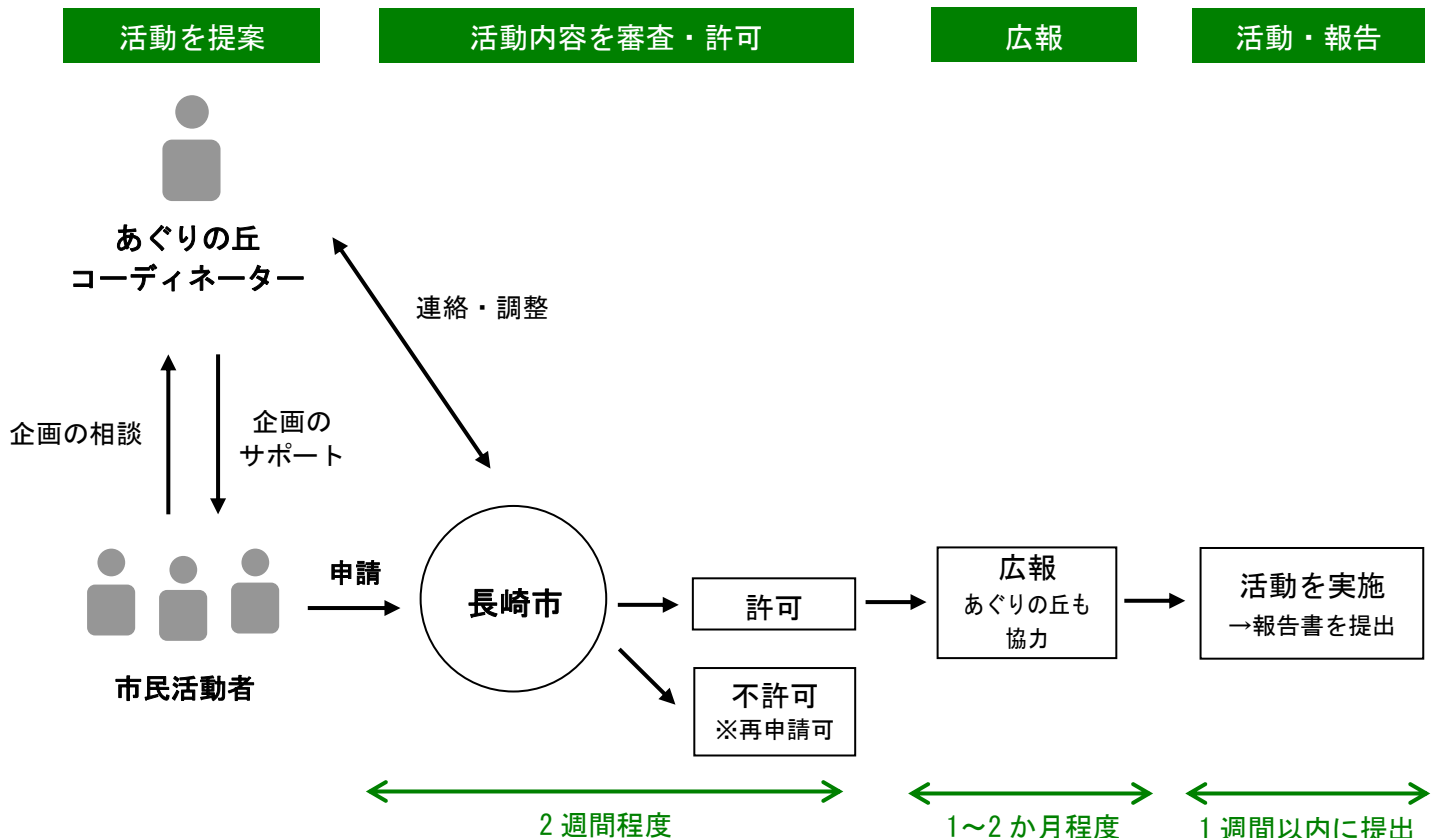 活動を提案
活動内容を審査・許可
広報
活動・報告
あぐりの丘
コーディネーター
連絡・調整
企画の相談
企画の
サポート
申請
長崎市
市民活動者
許可
不許可
※再申請可
広報
あぐりの丘も
協力
活動を実施
→報告書を提出
2 週間程度
1～2 か月程度
1 週間以内に提出